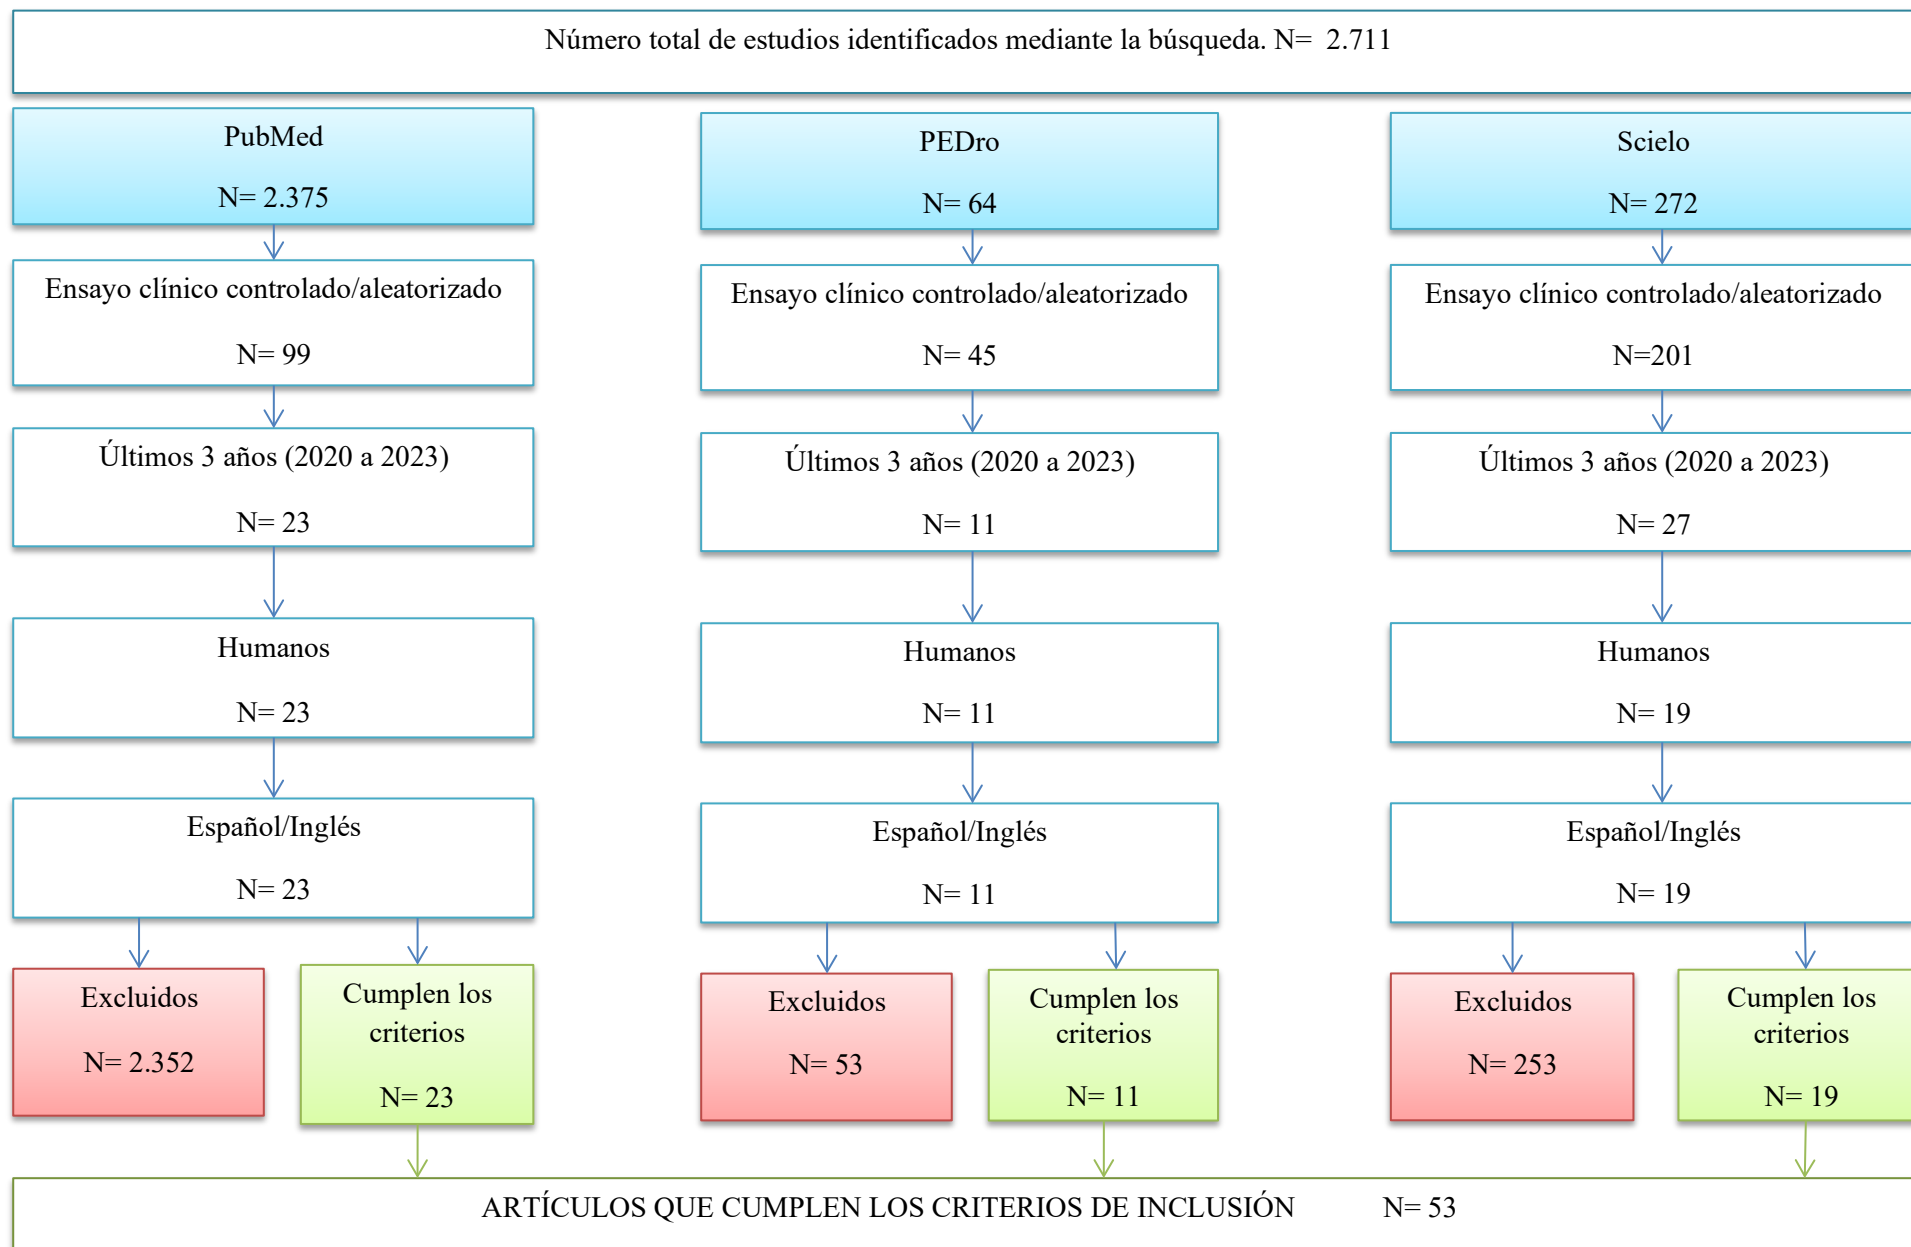 Número total de estudios identificados mediante la búsqueda. N= 2.711
PubMed
N= 2.375
PEDro
N= 64
Scielo
N= 272
Ensayo clínico controlado/aleatorizado
N= 99
Ensayo clínico controlado/aleatorizado
N= 45
Ensayo clínico controlado/aleatorizado
N=201
Últimos 3 años (2020 a 2023)
N= 23
Últimos 3 años (2020 a 2023)
N= 11
Últimos 3 años (2020 a 2023)
N= 27
Humanos
N= 23
Humanos
N= 11
Humanos
N= 19
Español/Inglés
N= 23
Español/Inglés
N= 11
Español/Inglés
N= 19
Excluidos
N= 2.352
Cumplen los
criterios
N= 23
Excluidos
N= 53
Cumplen los
criterios
N= 11
Excluidos
N= 253
Cumplen los
criterios
N= 19
ARTÍCULOS QUE CUMPLEN LOS CRITERIOS DE INCLUSIÓN N= 53